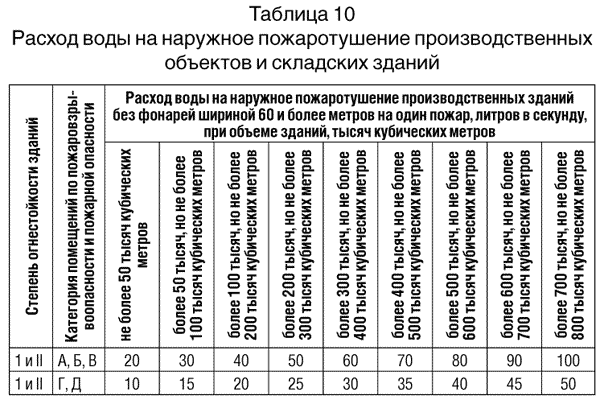 Таблица 10
Расход воды на наружное пожаротушение производственных
объектов и складских зданий
Степень огнестойкости зданий
Категория помещений по пожаровзры-
воопасности и пожарной опасности
Расход воды на наружное пожаротушение производственных зданий
без фонарей шириной 60 и более метров на один пожар, литров в секунду,
при объеме зданий, тысяч кубических метров
не более 50 тысяч кубических
метров
более 50 тысяч, но не более
100 тысяч кубических метров
более 100 тысяч, но не более
200 тысяч кубических метров
более 200 тысяч, но не более
300 тысяч кубических метров
более 300 тысяч, но не более
400 тысяч кубических метров
более 400 тысяч, но не более
500 тысяч кубических метров
более 500 тысяч, но не более
600 тысяч кубических метров
более 600 тысяч, но не более
700 тысяч кубических метров
более 700 тысяч, но не более
800 тысяч кубических метров
1 и II А, Б, В 20 30 40 50 60 70 80 90 100
1 и II Г, Д 10 15 20 25 30 35 40 45 50